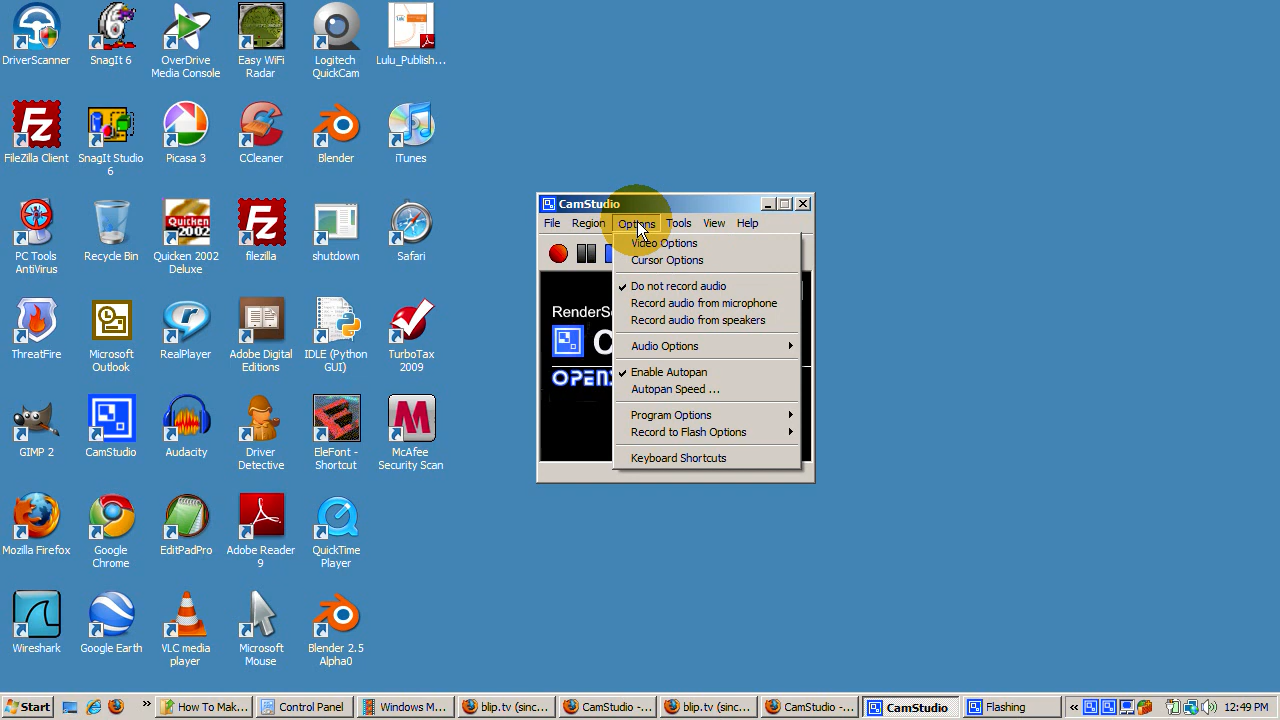 DriverScanner
SnagIt 6
OverDrive
Media Console
Easy WiFi
Radar
Logitech
QuickCam
Lulu_Publish...
FileZilla Client
SnagIt Studio
6
Picasa 3
CCleaner
Blender
iTunes
PC Tools
AntiVirus
Recycle Bin
Quicken
2002
Quicken 2002
Deluxe
filezilla
shutdown
Safari
ThreatFire
Microsoft
Outlook
RealPlayer
Adobe Digital
Editions
IDLE (Python
GUI)
TurboTax
2009
GIMP 2
CamStudio
Audacity
Driver
Detective
EleFont -
Shortcut
McAfee
Security Scan
Mozilla Firefox
Google
Chrome
EditPadPro
Adobe Reader
9
QuickTime
Player
Wireshark
Google Earth
VLC media
player
Microsoft
Mouse
Blender 2.5
Alpha0
CamStudio
File Region Options Tools View Help
Video Options
Cursor Options
Do not record audio
Record audio from microphone
Record audio from speakers
Audio Options
Enable Autopan
Autopan Speed ...
Program Options
Record to Flash Options
Keyboard Shortcuts
Start
How To Mak...
Control Panel
Windows M...
blip.tv (sinc...
CamStudio -...
blip.tv (sinc...
CamStudio -...
CamStudio
Flashing
12:49 PM